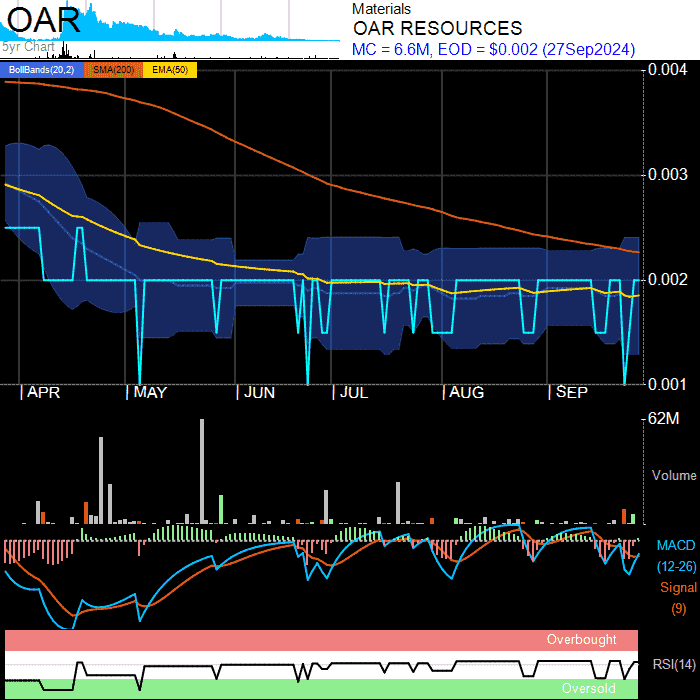 OAR
5yr Chart
Materials
OAR RESOURCES
MC = 6.6M, EOD = $0.002 (27Sep2024)
BollBands(20,2) SMA(200) EMA(50)
0.004
0.003
0.002
0.001
APR MAY JUN JUL AUG SEP
62M
Volume
MACD
(12-26)
Signal
(9)
Overbought
RSI(14)
Oversold